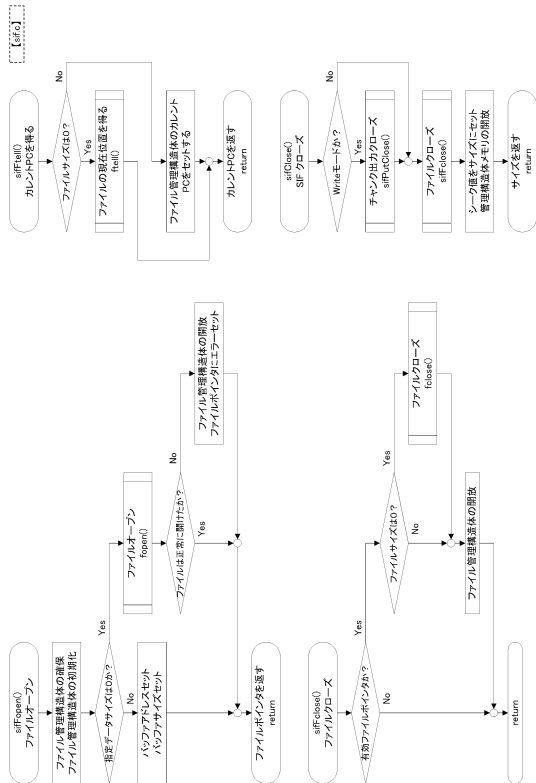 【sif.c】
sifFopen()
ファイルオープン
ファイル管理構造体の確保
ファイル管理構造体の初期化
指定データサイズは0か？
Yes
No
バッファアドレスセット
バッファサイズセット
ファイルオープン
fopen()
ファイルは正常に開けたか？
No
Yes
ファイル管理構造体の開放
ファイルポインタにエラーセット
ファイルポインタを返す
return
sifFtell()
カレントPCを得る
ファイルサイズは0？
No
Yes
ファイルの現在位置を得る
ftell()
ファイル管理構造体のカレント
PCをセットする
カレントPCを返す
return
sifFclose()
ファイルクローズ
有効ファイルポインタか？
Yes
No
ファイルサイズは0？
Yes
No
ファイルクローズ
fclose()
ファイル管理構造体の開放
return
sifClose()
SIF クローズ
Writeモードか？
No
Yes
チャンク出力クローズ
sifPutClose()
ファイルクローズ
sifFclose()
シーク値をサイズにセット
管理構造体メモリの開放
サイズを返す
return